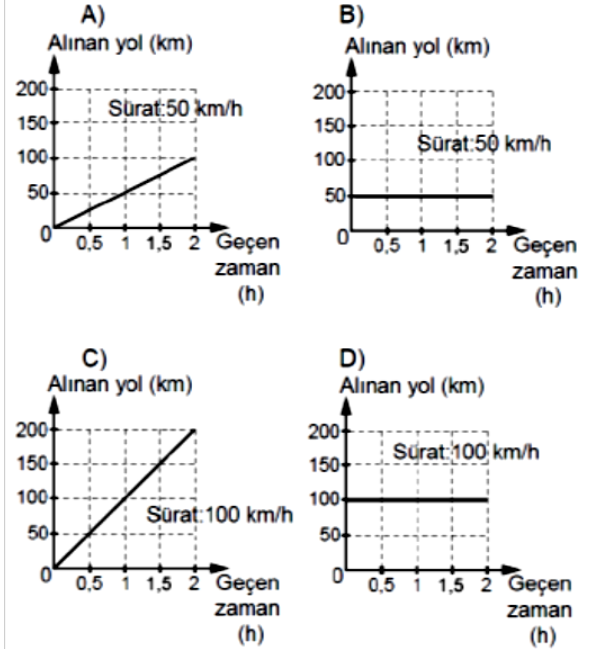 A)
Alınan yol (km)
200
150
100
50
0
Sürat:50 km/h
0,5 1 1,5 2 Geçen
zaman
(h)
B)
Alınan yol (km)
200
150
100
50
0
Sürat:50 km/h
0,5 1 1,5 2 Geçen
zaman
(h)
C)
Alınan yol (km)
200
150
100
50
0
Sürat:100 km/h
0,5 1 1,5 2 Geçen
zaman
(h)
D)
Alınan yol (km)
200
150
100
50
0
Sürat:100 km/h
0,5 1 1,5 2 Geçen
zaman
(h)